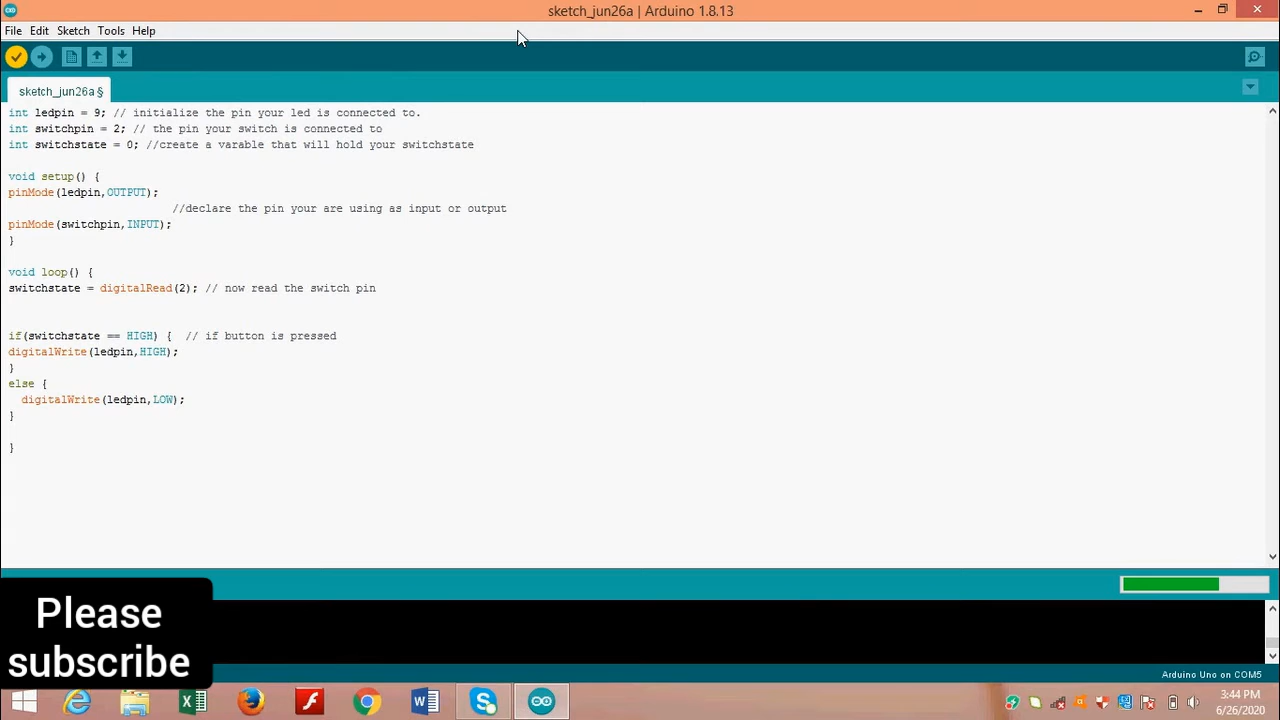 sketch_jun26a | Arduino 1.8.13
File Edit Sketch Tools Help
sketch_jun26a §
int ledpin = 9; // initialize the pin your led is connected to.
int switchpin = 2; // the pin your switch is connected to
int switchstate = 0; //create a varable that will hold your switchstate
void setup() {
pinMode(ledpin,OUTPUT);
//declare the pin your are using as input or output
pinMode(switchpin,INPUT);
}
void loop() {
switchstate = digitalRead(2); // now read the switch pin
if(switchstate == HIGH) { // if button is pressed
digitalWrite(ledpin,HIGH);
}
else {
digitalWrite(ledpin,LOW);
}
}
Please
subscribe
Arduino Uno on COM5
3:44 PM
6/26/2020